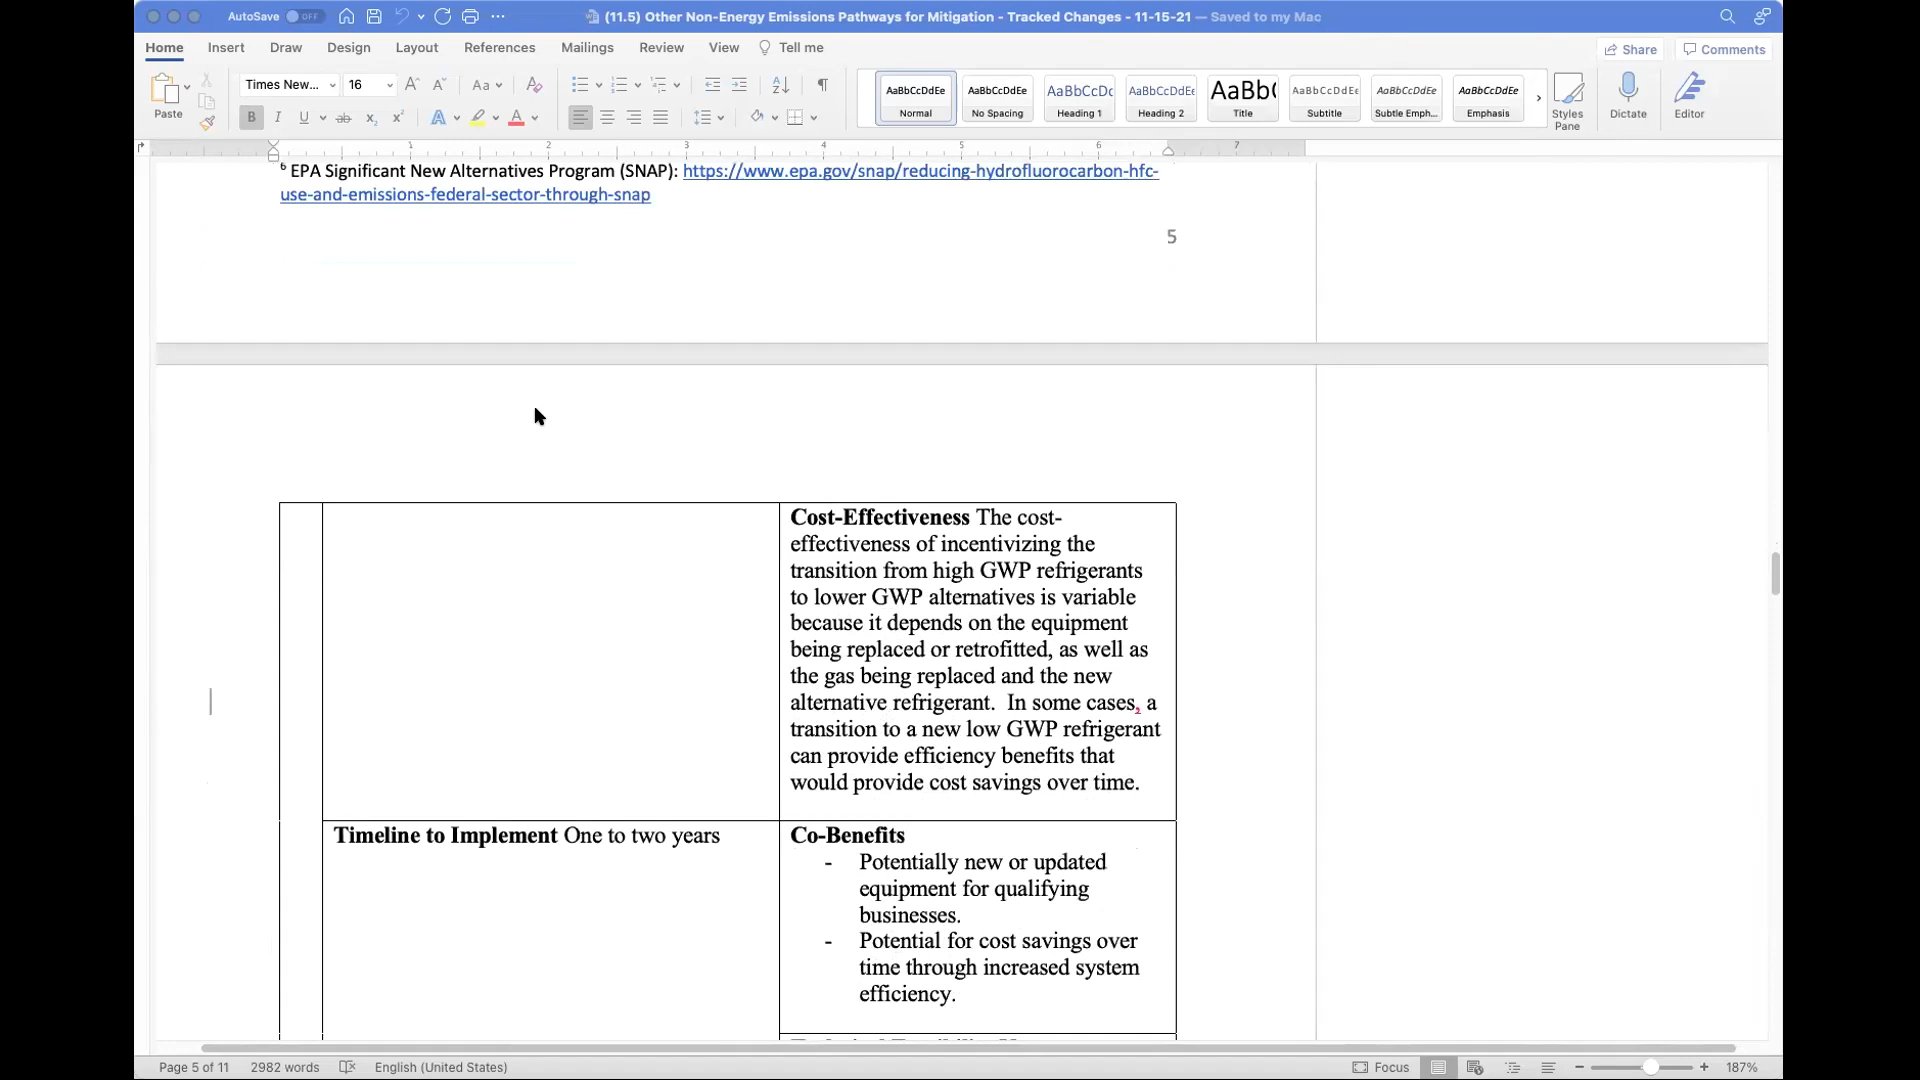 AutoSave OFF
(11.5) Other Non-Energy Emissions Pathways for Mitigation - Tracked Changes - 11-15-21 — Saved to my Mac
Home Insert Draw Design Layout References Mailings Review View Tell me Share Comments
Paste Times New... 16 Aa
AaBbCcDdEe AaBbCcDdEe AaBbCcDc AaBbCcDdEe AaBb( AaBbCcDdEe AaBbCcDdEe AaBbCcDdEe
Normal No Spacing Heading 1 Heading 2 Title Subtitle Subtle Emph... Emphasis Styles Pane Dictate Editor
1 2 3 4 5 6 7
6 EPA Significant New Alternatives Program (SNAP): https://www.epa.gov/snap/reducing-hydrofluorocarbon-hfc-
use-and-emissions-federal-sector-through-snap
5
Cost-Effectiveness The cost-
effectiveness of incentivizing the
transition from high GWP refrigerants
to lower GWP alternatives is variable
because it depends on the equipment
being replaced or retrofitted, as well as
the gas being replaced and the new
alternative refrigerant. In some cases, a
transition to a new low GWP refrigerant
can provide efficiency benefits that
would provide cost savings over time.
Timeline to Implement One to two years
Co-Benefits
- Potentially new or updated
equipment for qualifying
businesses.
- Potential for cost savings over
time through increased system
efficiency.
Page 5 of 11 2982 words English (United States) Focus 187%